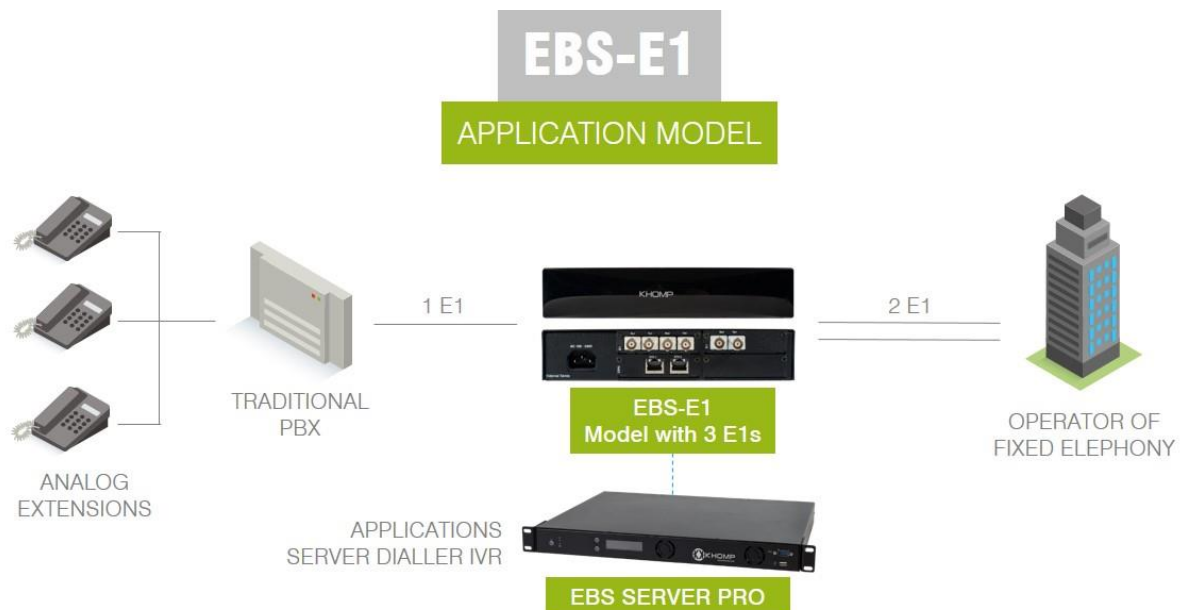 EBS-E1
APPLICATION MODEL
1 E1
KHOMP
2 E1
TRADITIONAL
PBX
EBS-E1
Model with 3 E1s
OPERATOR OF
FIXED ELEPHONY
ANALOG
EXTENSIONS
APPLICATIONS
SERVER DIALLER IVR
KHOMP
EBS SERVER PRO